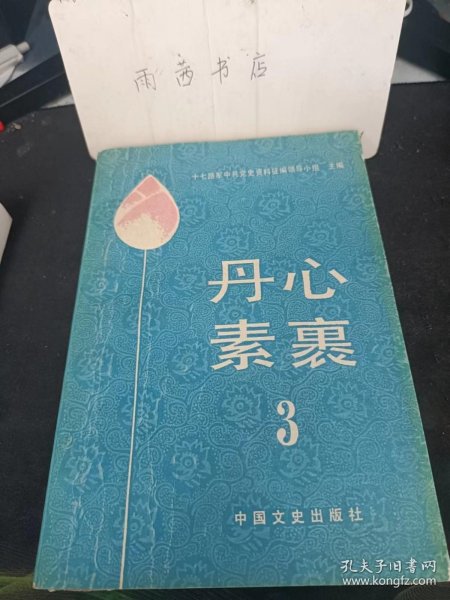 雨茜书店
十七路军中共党史资料征编领导小组 主编
丹心
素裹
3
中国文史出版社
孔夫子旧书网
www.kongfz.com